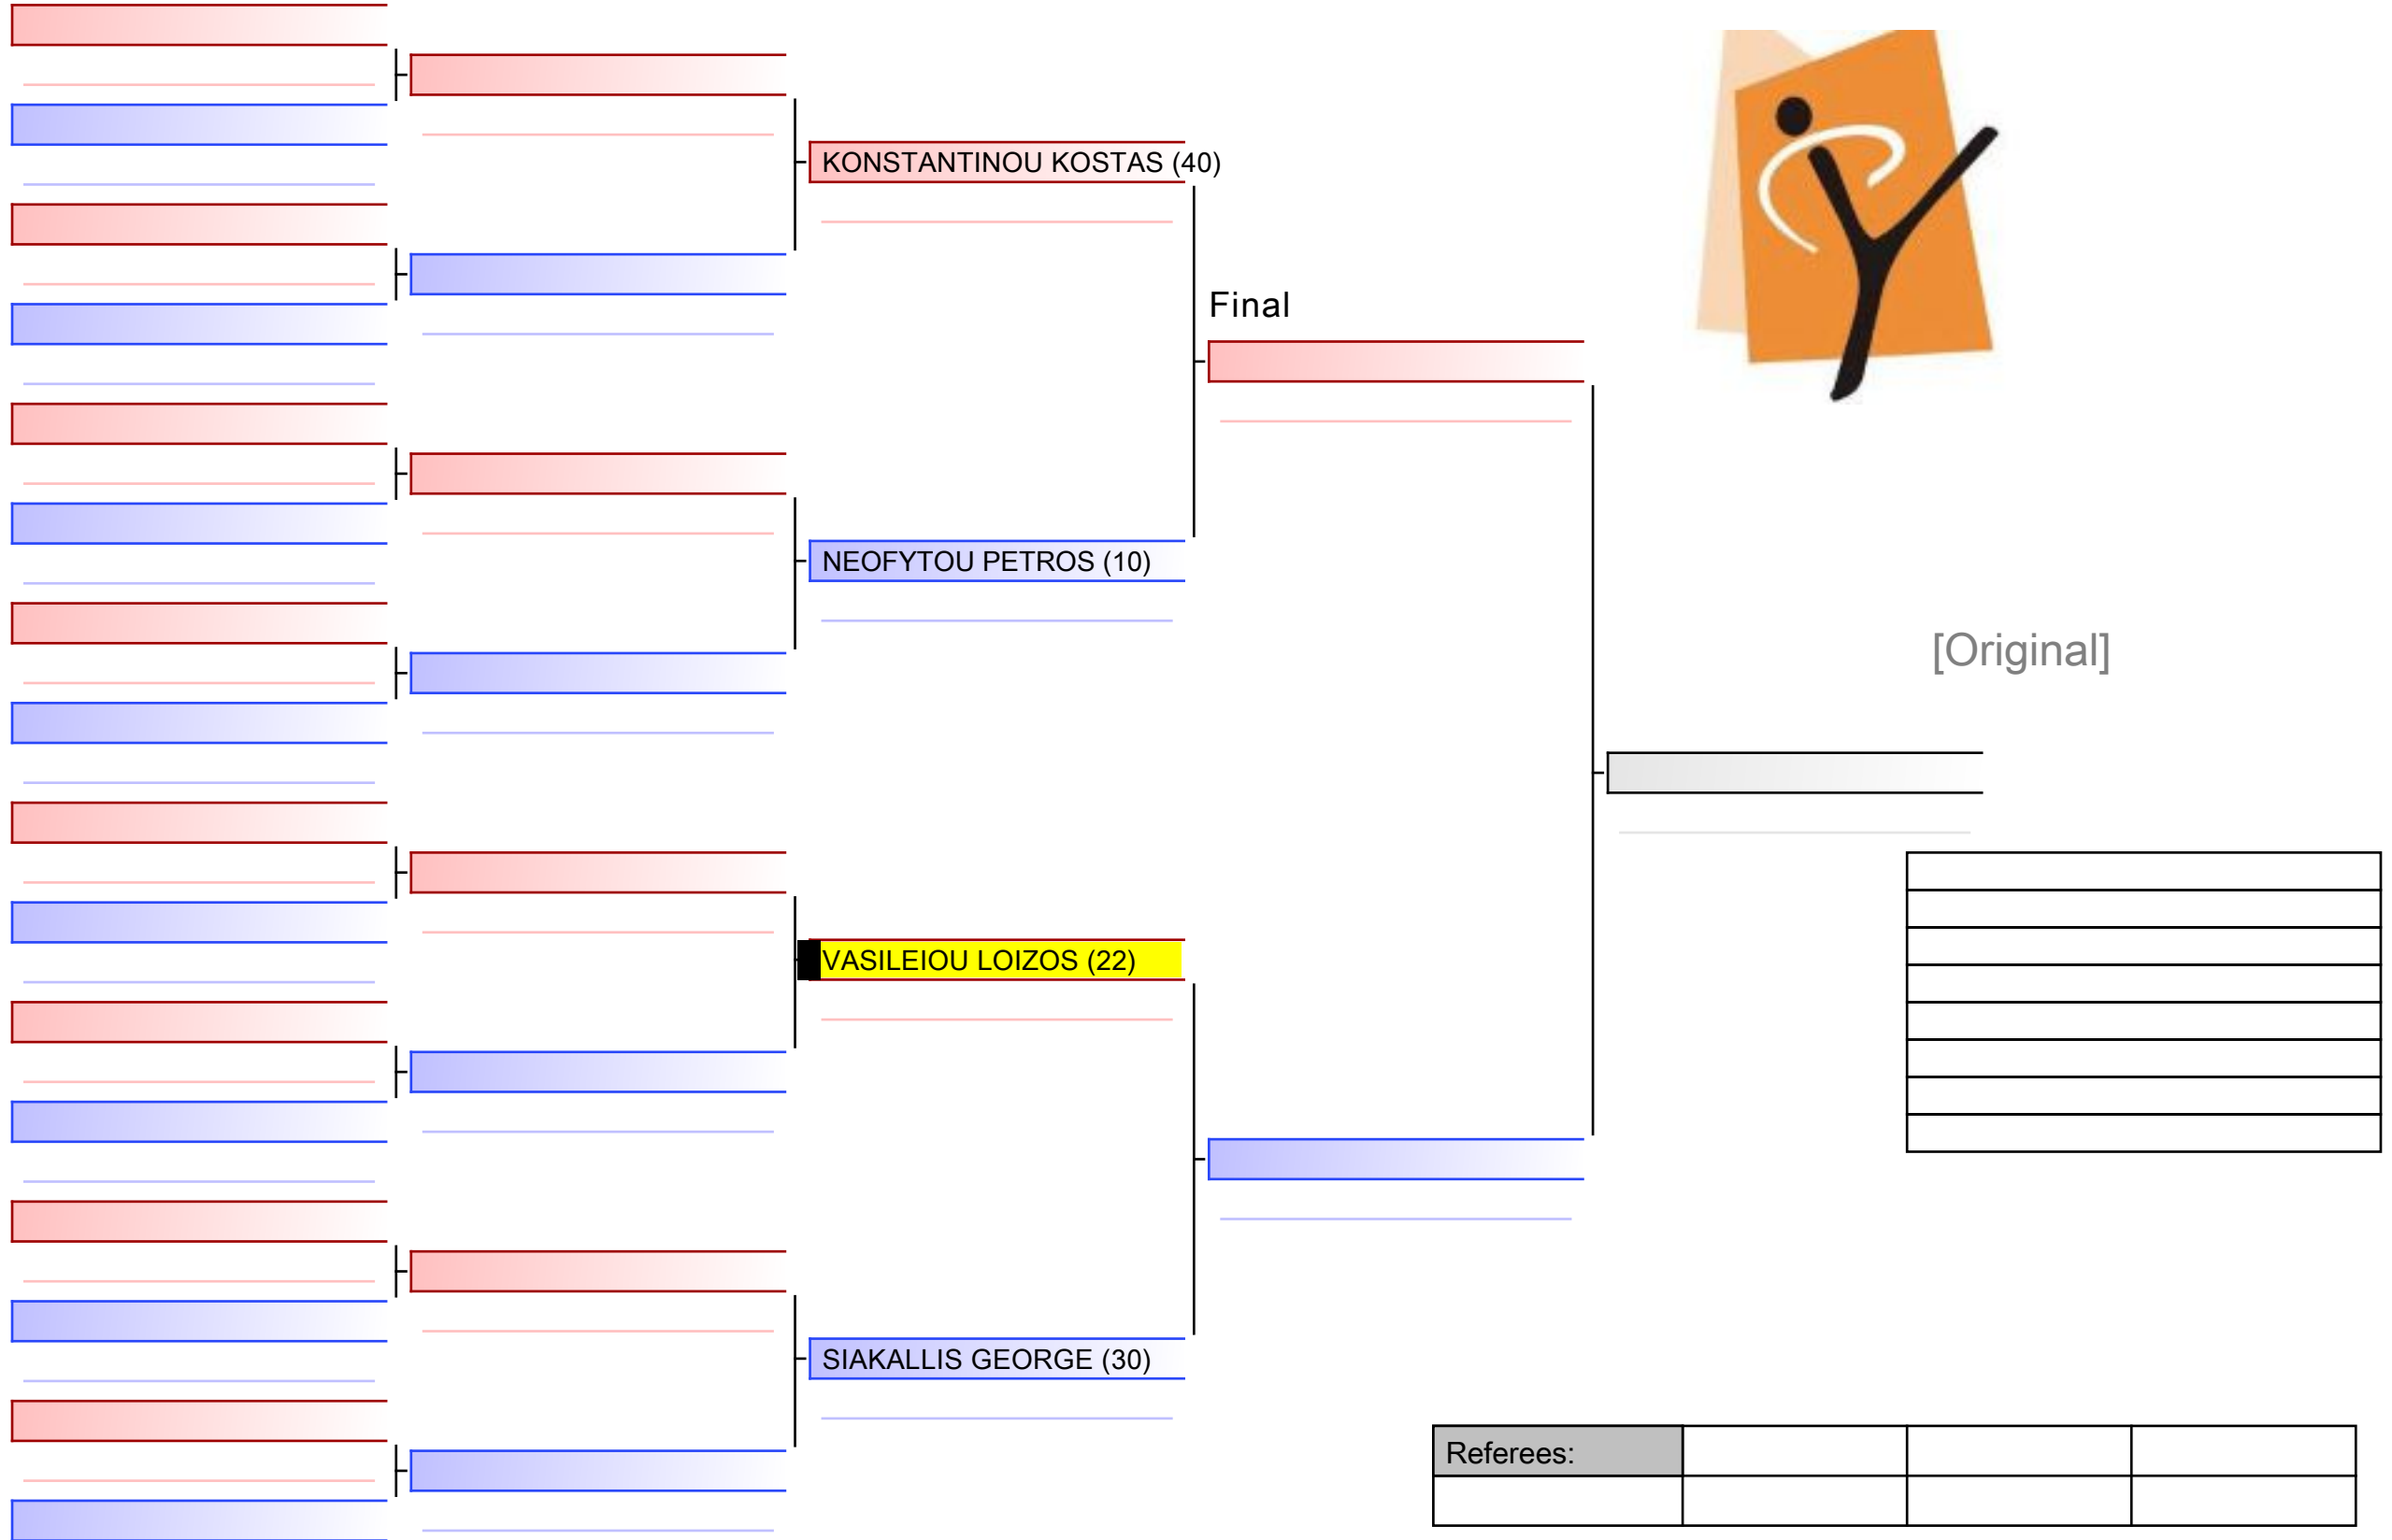 KONSTANTINOU KOSTAS (40)
Final
NEOFYTOU PETROS (10)
[Original]
VASILEIOU LOIZOS (22)
SIAKALLIS GEORGE (30)
Referees: